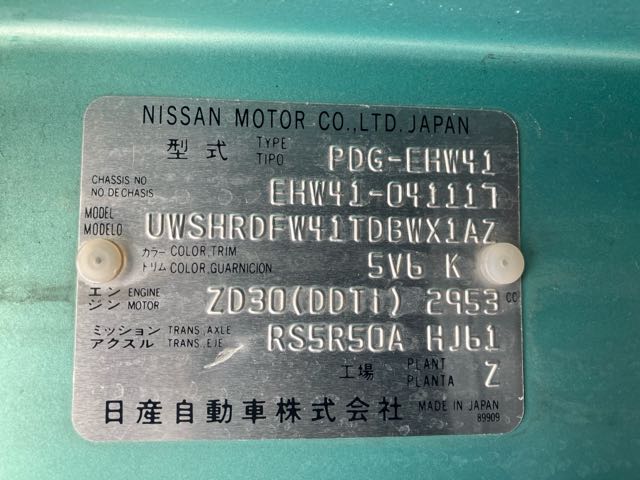 NISSAN MOTOR CO.,LTD. JAPAN
型式 TYPE TIPO PDG-EHW41
CHASSIS NO NO.DE CHASIS EHW41-041117
MODEL MODELO UWSHRDFW41TDBWX1AZ
カラー COLOR,TRIM トリム COLOR,GUARNICION 5V6 K
エンジン ENGINE MOTOR ZD30(DDTi) 2953 CC
ミッション TRANS.,AXLE アクスル TRANS.,EJE RS5R50A HJ61
工場 PLANT PLANTA Z
日産自動車株式会社 MADE IN JAPAN
89909